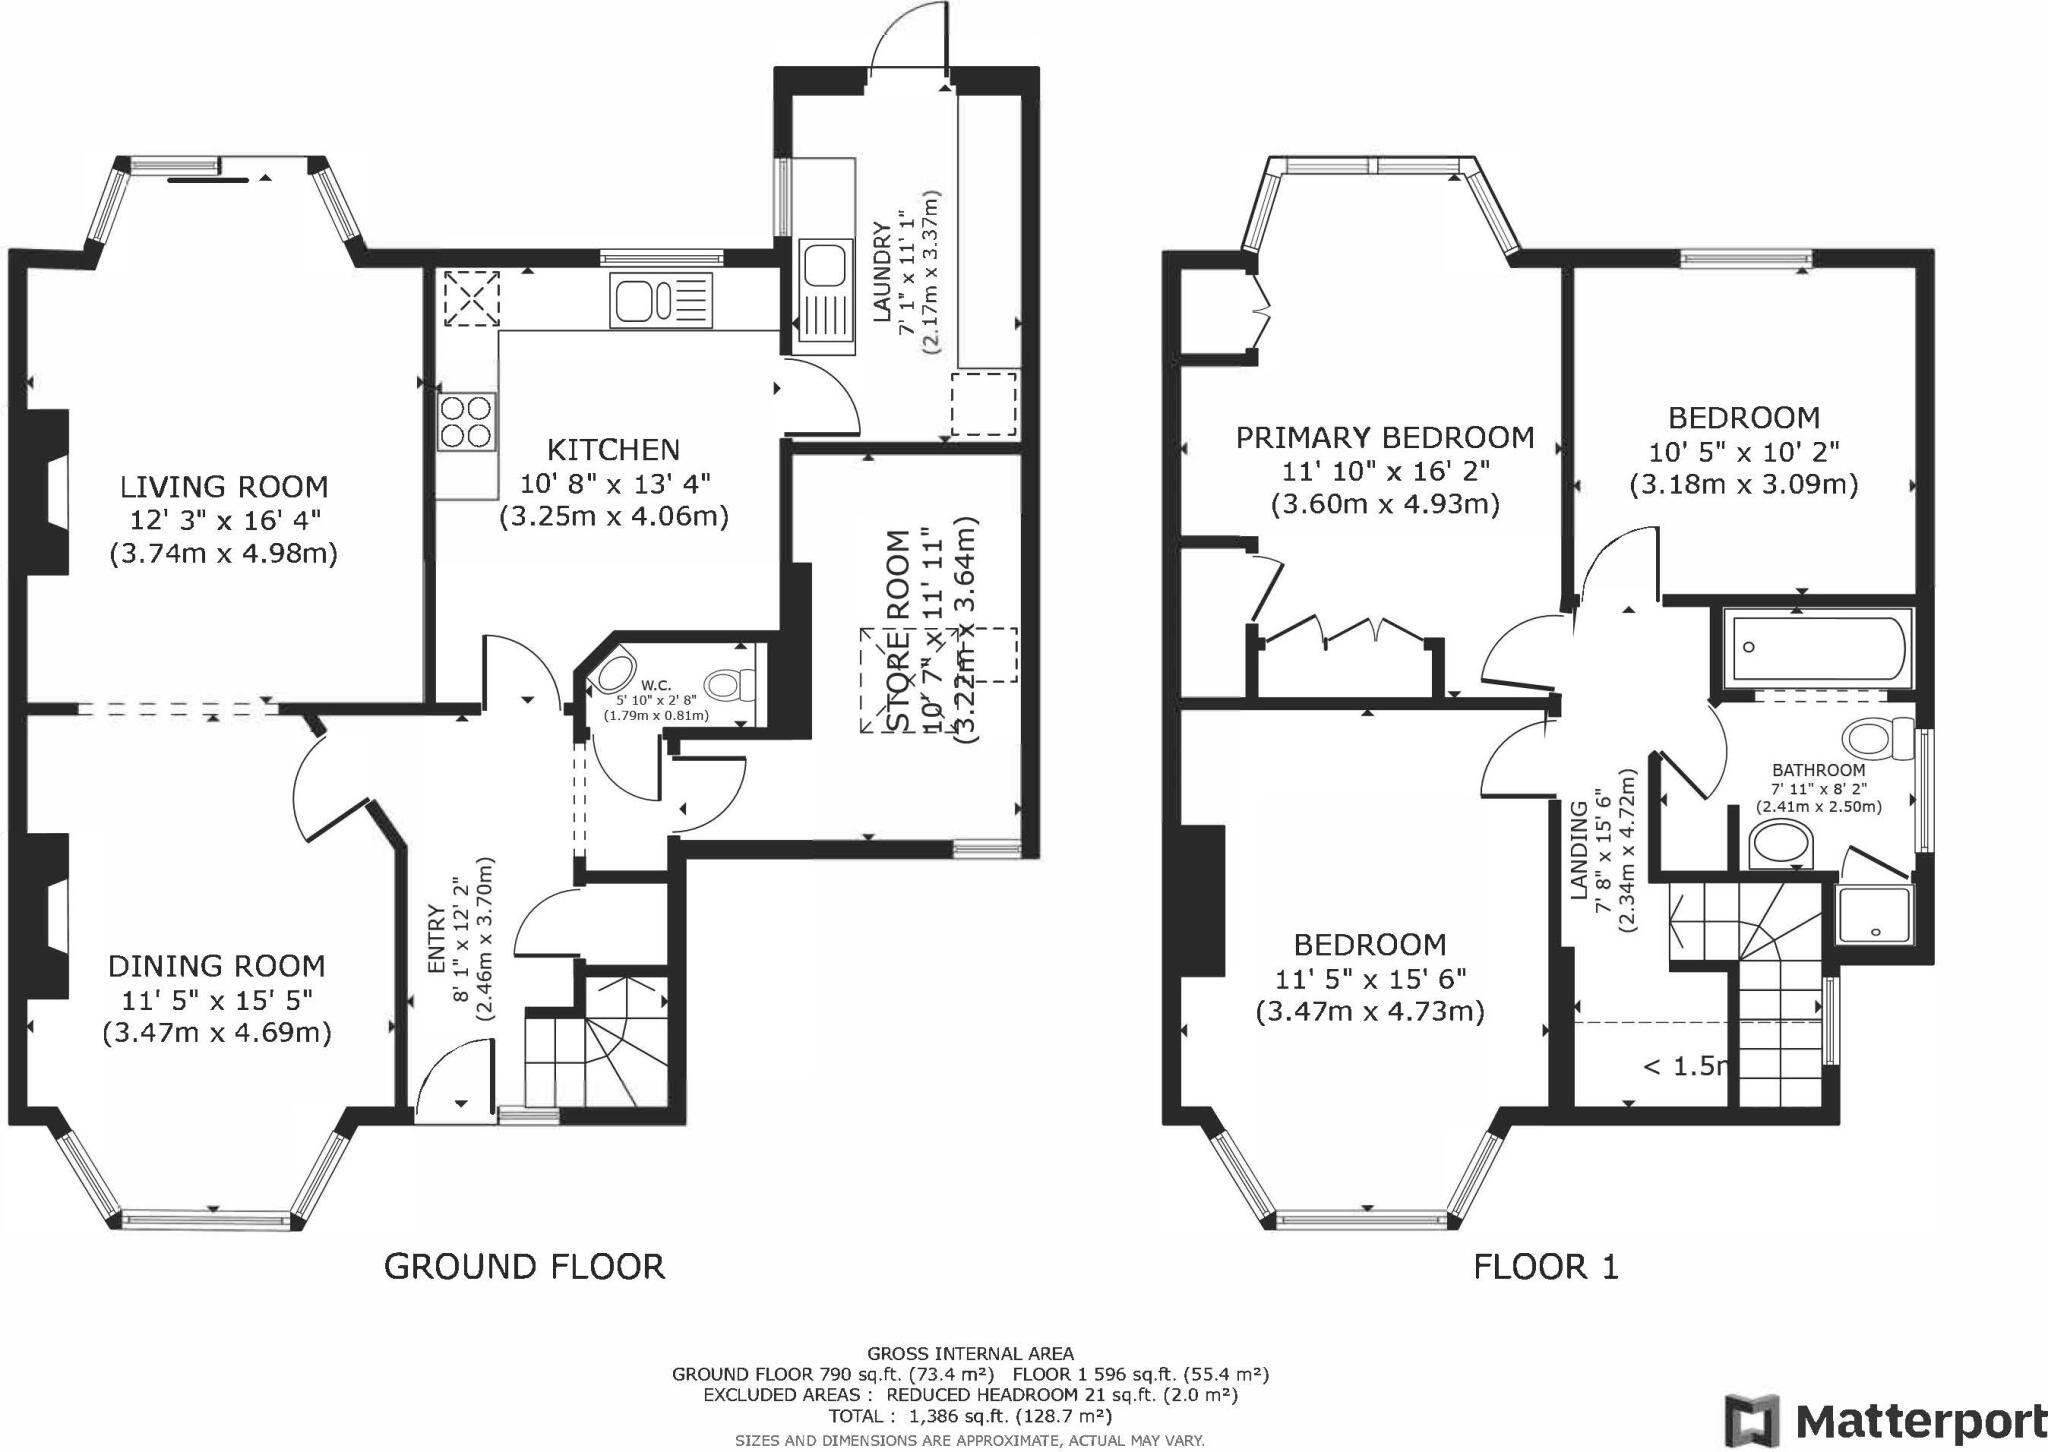 LIVING ROOM
12' 3" x 16' 4"
(3.74m x 4.98m)
KITCHEN
10' 8" x 13' 4"
(3.25m x 4.06m)
LAUNDRY
7' 1" x 11' 1"
(2.17m x 3.37m)
STORE ROOM
10' 7" x 11' 11"
(3.22m x 3.64m)
W.C.
5' 10" x 2' 8"
(1.79m x 0.81m)
DINING ROOM
11' 5" x 15' 5"
(3.47m x 4.69m)
ENTRY
8' 1" x 12' 2"
(2.46m x 3.70m)
GROUND FLOOR
PRIMARY BEDROOM
11' 10" x 16' 2"
(3.60m x 4.93m)
BEDROOM
10' 5" x 10' 2"
(3.18m x 3.09m)
BATHROOM
7' 11" x 8' 2"
(2.41m x 2.50m)
LANDING
7' 8" x 15' 6"
(2.34m x 4.72m)
BEDROOM
11' 5" x 15' 6"
(3.47m x 4.73m)
< 1.5m
FLOOR 1
GROSS INTERNAL AREA
GROUND FLOOR 790 sq.ft. (73.4 m²) FLOOR 1 596 sq.ft. (55.4 m²)
EXCLUDED AREAS : REDUCED HEADROOM 21 sq.ft. (2.0 m²)
TOTAL : 1,386 sq.ft. (128.7 m²)
SIZES AND DIMENSIONS ARE APPROXIMATE, ACTUAL MAY VARY.
Matterport